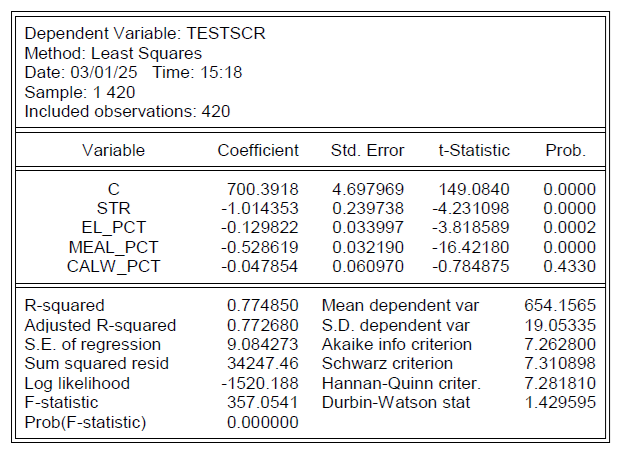 Dependent Variable: TESTSCR
Method: Least Squares
Date: 03/01/25 Time: 15:18
Sample: 1 420
Included observations: 420
Variable Coefficient Std. Error t-Statistic Prob.
C 700.3918 4.697969 149.0840 0.0000
STR -1.014353 0.239738 -4.231098 0.0000
EL_PCT -0.129822 0.033997 -3.818589 0.0002
MEAL_PCT -0.528619 0.032190 -16.42180 0.0000
CALW_PCT -0.047854 0.060970 -0.784875 0.4330
R-squared 0.774850 Mean dependent var 654.1565
Adjusted R-squared 0.772680 S.D. dependent var 19.05335
S.E. of regression 9.084273 Akaike info criterion 7.262800
Sum squared resid 34247.46 Schwarz criterion 7.310898
Log likelihood -1520.188 Hannan-Quinn criter. 7.281810
F-statistic 357.0541 Durbin-Watson stat 1.429595
Prob(F-statistic) 0.000000